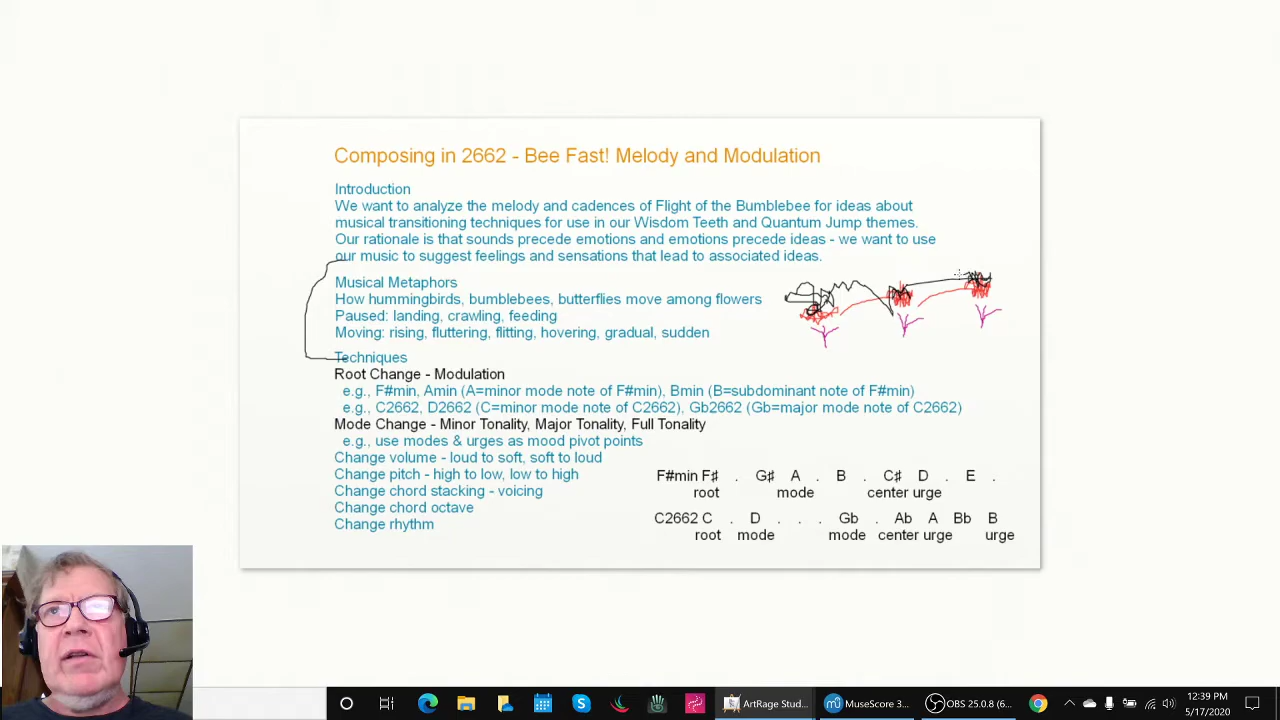 Composing in 2662 - Bee Fast! Melody and Modulation
Introduction
We want to analyze the melody and cadences of Flight of the Bumblebee for ideas about
musical transitioning techniques for use in our Wisdom Teeth and Quantum Jump themes.
Our rationale is that sounds precede emotions and emotions precede ideas - we want to use
our music to suggest feelings and sensations that lead to associated ideas.
Musical Metaphors
How hummingbirds, bumblebees, butterflies move among flowers
Paused: landing, crawling, feeding
Moving: rising, fluttering, flitting, hovering, gradual, sudden
Techniques
Root Change - Modulation
e.g., F#min, Amin (A=minor mode note of F#min), Bmin (B=subdominant note of F#min)
e.g., C2662, D2662 (C=minor mode note of C2662), Gb2662 (Gb=major mode note of C2662)
Mode Change - Minor Tonality, Major Tonality, Full Tonality
e.g., use modes & urges as mood pivot points
Change volume - loud to soft, soft to loud
Change pitch - high to low, low to high
Change chord stacking - voicing
Change chord octave
Change rhythm
F#min F♯ . G♯ A . B . C♯ D . E .
root mode center urge
C2662 C . D . . . Gb . Ab A Bb B
root mode mode center urge urge
ArtRage Stud...
MuseScore 3...
OBS 25.0.8 (6...
12:39 PM
5/17/2020